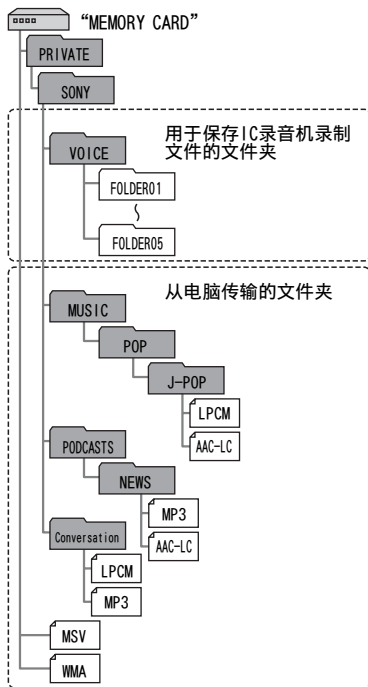 “MEMORY CARD”
PRIVATE
SONY
用于保存IC录音机录制
文件的文件夹
VOICE
FOLDER01
~
FOLDER05
从电脑传输的文件夹
MUSIC
POP
J-POP
LPCM
AAC-LC
PODCASTS
NEWS
MP3
AAC-LC
Conversation
LPCM
MP3
MSV
WMA